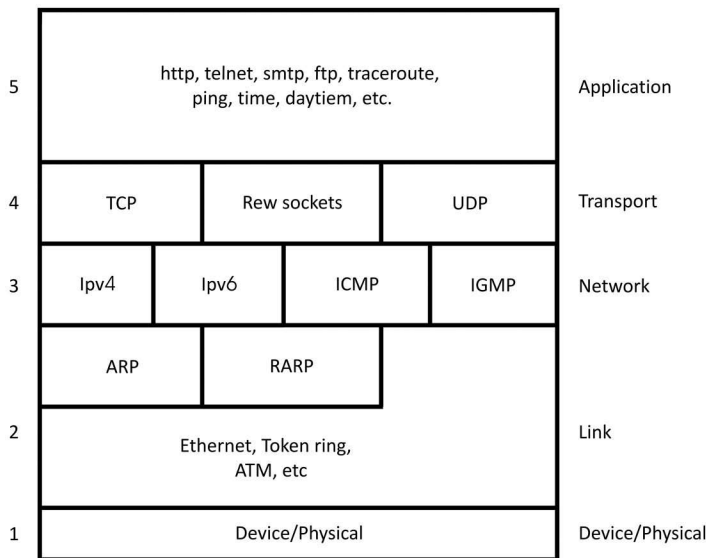 5
http, telnet, smtp, ftp, traceroute,
ping, time, daytiem, etc.
Application
4
TCP
Rew sockets
UDP
Transport
3
Ipv4
Ipv6
ICMP
IGMP
Network
ARP
RARP
2
Ethernet, Token ring,
ATM, etc
Link
1
Device/Physical
Device/Physical